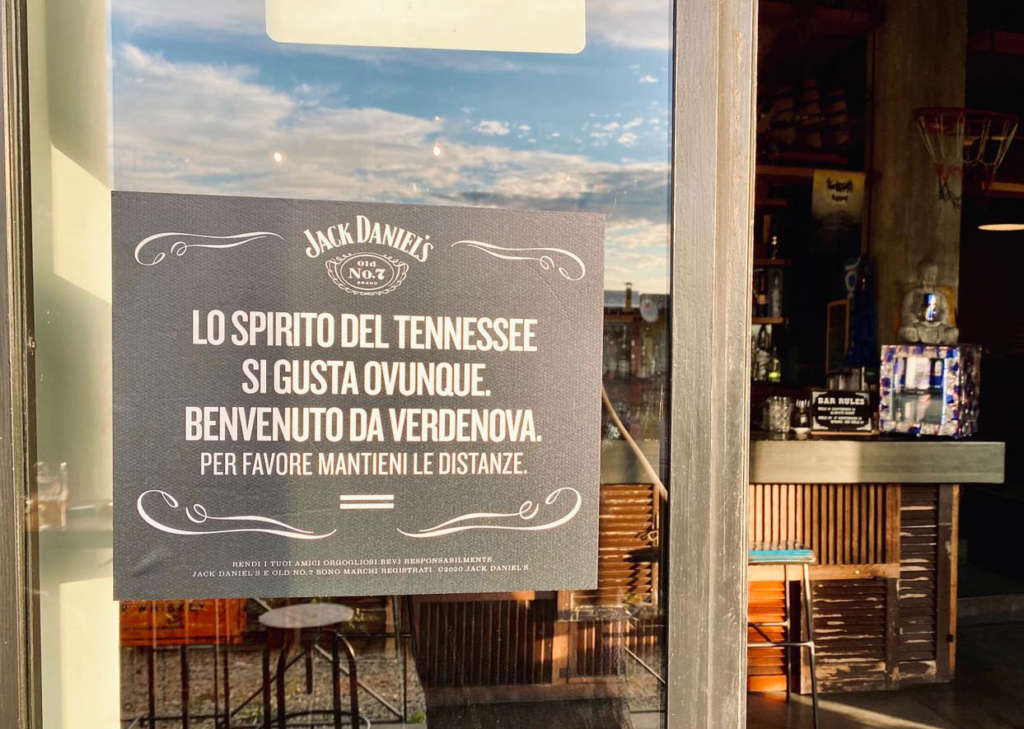 JACK DANIEL'S
Old
No.7
BRAND
LO SPIRITO DEL TENNESSEE
SI GUSTA OVUNQUE.
BENVENUTO DA VERDENOVA.
PER FAVORE MANTIENI LE DISTANZE.
RENDI I TUOI AMICI ORGOGLIOSI.BEVI RESPONSABILMENTE
JACK DANIEL'S E OLD NO.7 SONO MARCHI REGISTRATI. ©2020 JACK DANIEL'S.
BAR RULES